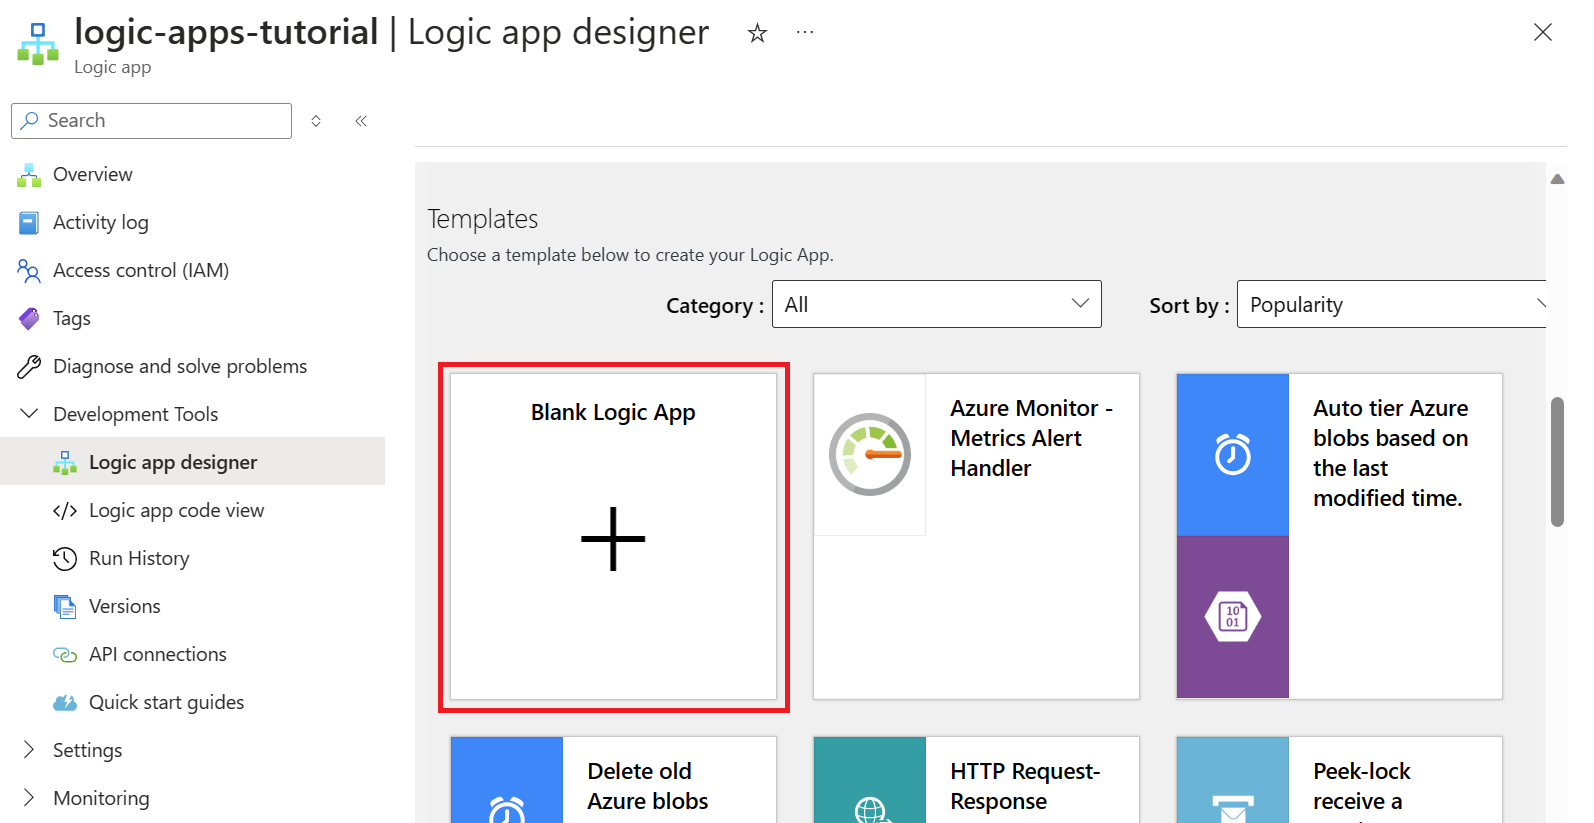 logic-apps-tutorial | Logic app designer
Logic app
Search
Overview
Activity log
Access control (IAM)
Tags
Diagnose and solve problems
Development Tools
Logic app designer
Logic app code view
Run History
Versions
API connections
Quick start guides
Settings
Monitoring
Templates
Choose a template below to create your Logic App.
Category : All
Sort by : Popularity
Blank Logic App
Azure Monitor -
Metrics Alert
Handler
Auto tier Azure
blobs based on
the last
modified time.
10
01
Delete old
Azure blobs
HTTP Request-
Response
Peek-lock
receive a